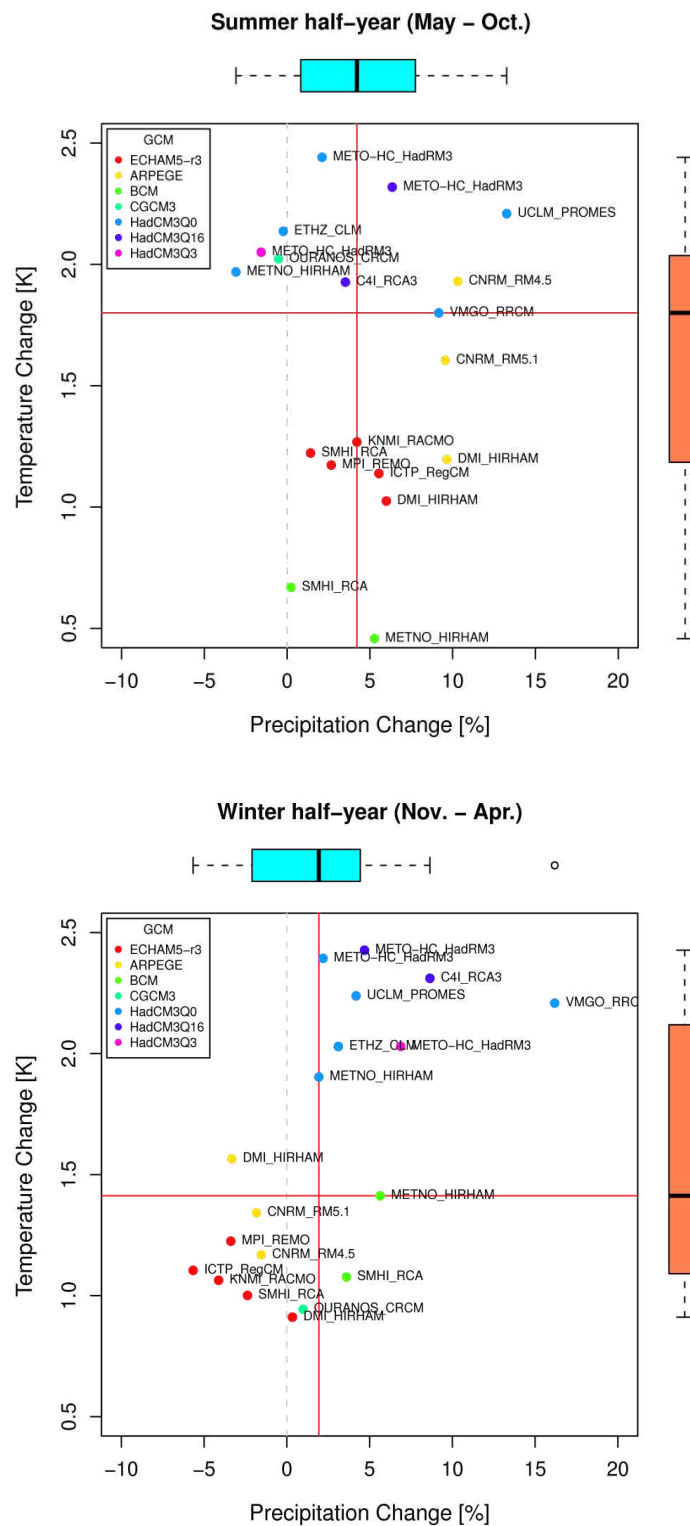 Summer half−year (May − Oct.)
GCM
ECHAM5−r3
ARPEGE
BCM
CGCM3
HadCM3Q0
HadCM3Q16
HadCM3Q3
METO−HC_HadRM3
METO−HC_HadRM3
UCLM_PROMES
ETHZ_CLM
METO−HC_HadRM3
OURANOS_CRCM
METNO_HIRHAM
C4I_RCA3
CNRM_RM4.5
VMGO_RRCM
CNRM_RM5.1
KNMI_RACMO
SMHI_RCA
DMI_HIRHAM
MPI_REMO
ICTP_RegCM
DMI_HIRHAM
SMHI_RCA
METNO_HIRHAM
2.5
2.0
1.5
1.0
0.5
Temperature Change [K]
−10 −5 0 5 10 15 20
Precipitation Change [%]
Winter half−year (Nov. − Apr.)
GCM
ECHAM5−r3
ARPEGE
BCM
CGCM3
HadCM3Q0
HadCM3Q16
HadCM3Q3
METO−HC_HadRM3
METO−HC_HadRM3
C4I_RCA3
UCLM_PROMES
VMGO_RRC
ETHZ_CLM
METO−HC_HadRM3
METNO_HIRHAM
DMI_HIRHAM
METNO_HIRHAM
CNRM_RM5.1
MPI_REMO
CNRM_RM4.5
ICTP_RegCM
SMHI_RCA
KNMI_RACMO
SMHI_RCA
OURANOS_CRCM
DMI_HIRHAM
2.5
2.0
1.5
1.0
0.5
Temperature Change [K]
−10 −5 0 5 10 15 20
Precipitation Change [%]